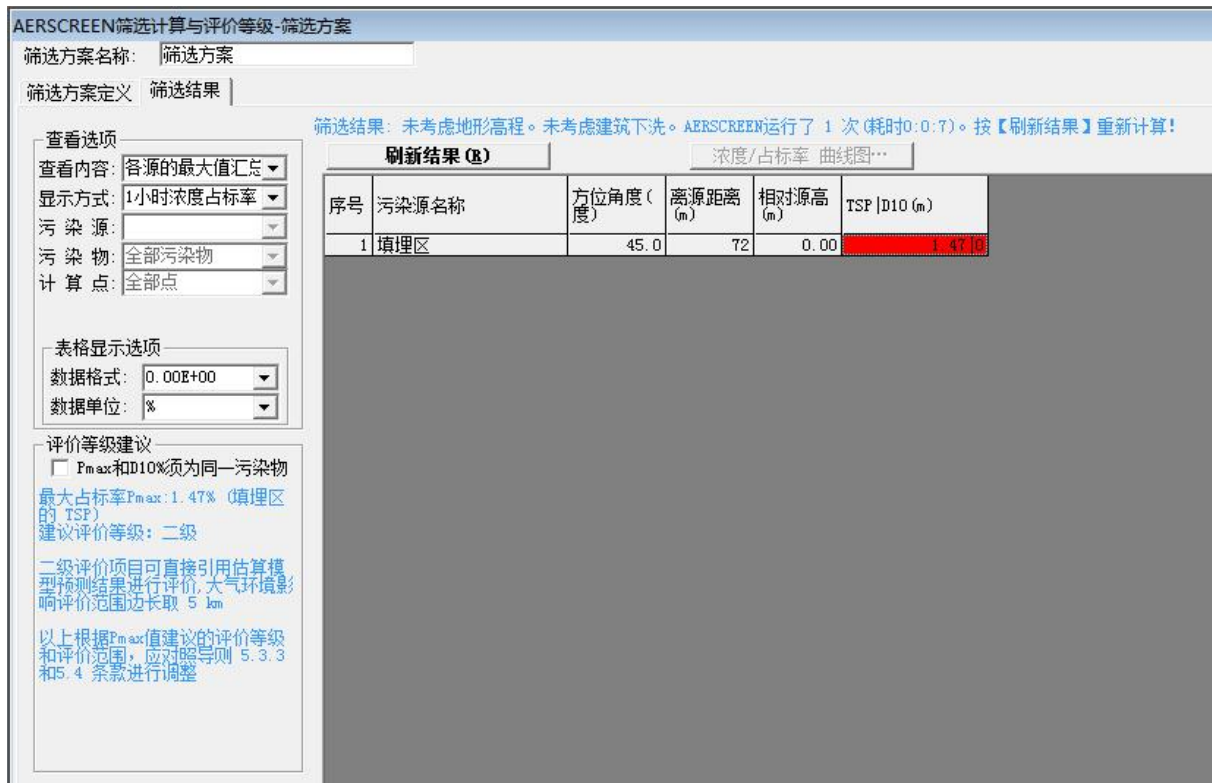 AERSCREEN筛选计算与评价等级-筛选方案
筛选方案名称: 筛选方案
筛选方案定义 筛选结果
筛选结果: 未考虑地形高程。未考虑建筑下洗。AERSCREEN运行了 1 次(耗时0:0:7)。按【刷新结果】重新计算!
刷新结果(R) 浓度/占标率 曲线图…
查看选项
查看内容: 各源的最大值汇总
显示方式: 1小时浓度占标率
污 染 源:
污 染 物: 全部污染物
计 算 点: 全部点
序号 污染源名称 方位角度(度) 离源距离(m) 相对源高(m) TSP|D10(m)
1 填埋区 45.0 72 0.00 1.47|0
表格显示选项
数据格式: 0.00E+00
数据单位: %
评价等级建议
Pmax和D10%须为同一污染物
最大占标率Pmax:1.47% (填埋区
的 TSP)
建议评价等级: 二级
二级评价项目可直接引用估算模
型预测结果进行评价,大气环境影
响评价范围边长取 5 km
以上根据Pmax值建议的评价等级
和评价范围,应对照导则 5.3.3
和5.4 条款进行调整